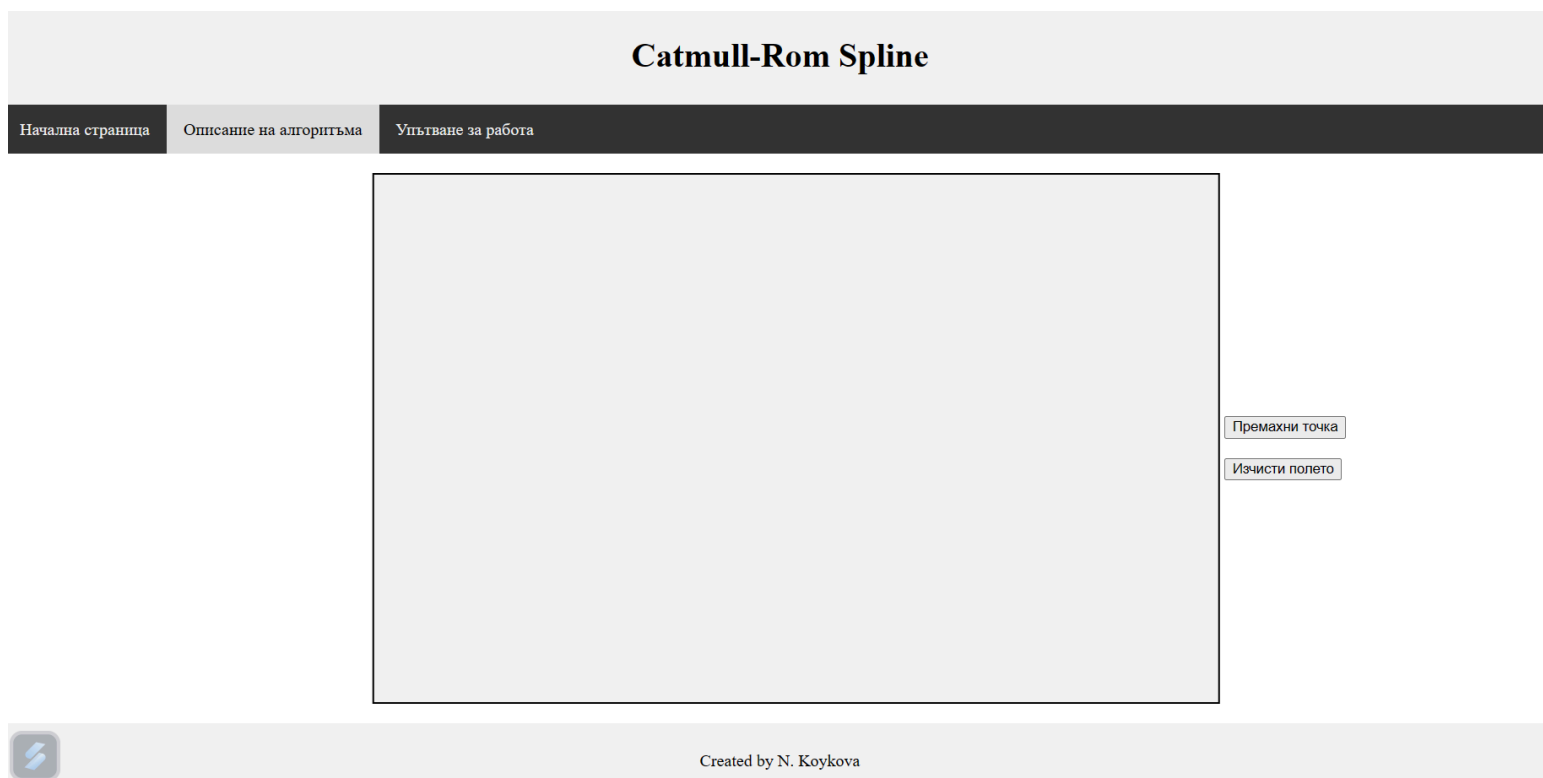 Catmull-Rom Spline
Начална страница Описание на алгоритъма Упътване за работа
Премахни точка
Изчисти полето
Created by N. Koykova